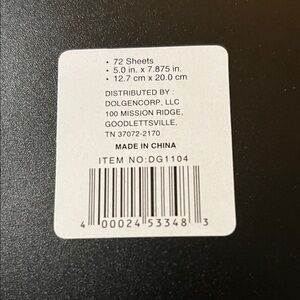 • 72 Sheets
• 5.0 in. x 7.875 in.
• 12.7 cm x 20.0 cm
DISTRIBUTED BY :
DOLGENCORP, LLC
100 MISSION RIDGE,
GOODLETTSVILLE,
TN 37072-2170
MADE IN CHINA
ITEM NO:DG1104
4 00024 53348 3